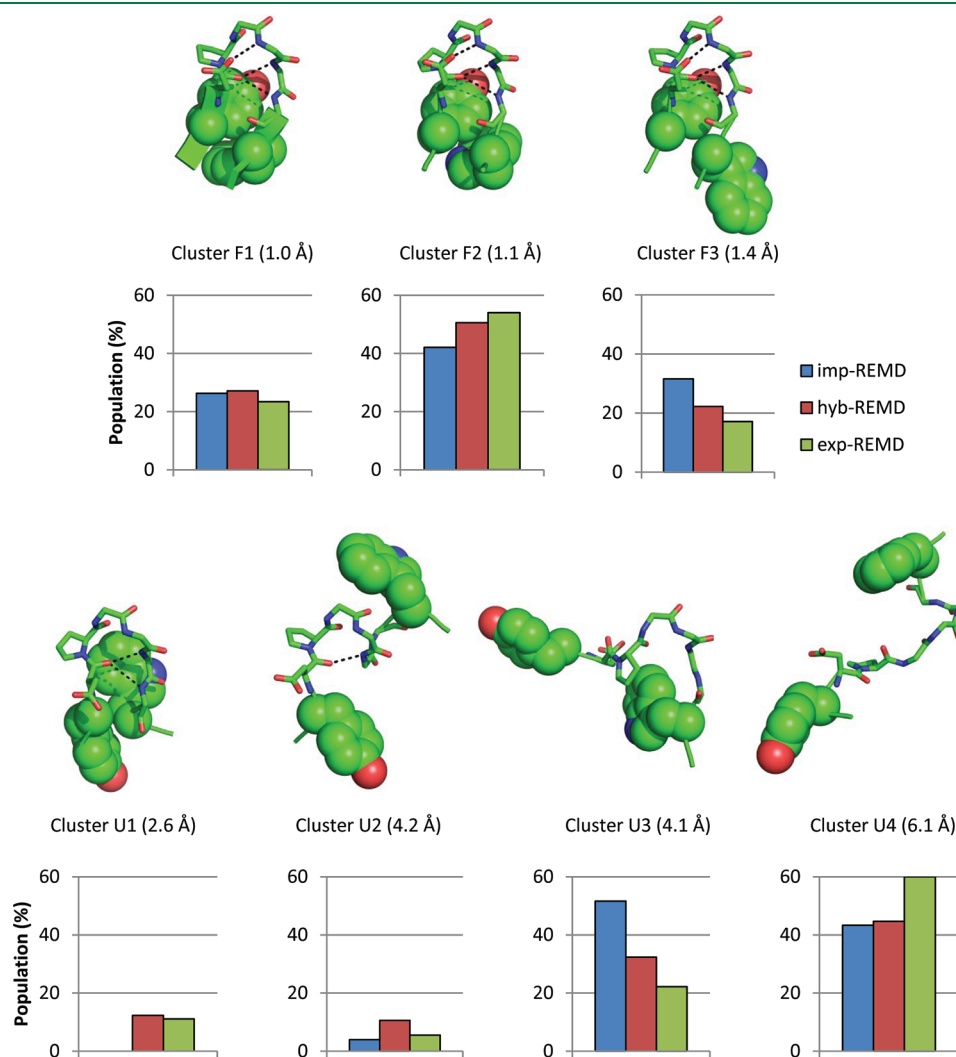 Cluster F1 (1.0 Å) Cluster F2 (1.1 Å) Cluster F3 (1.4 Å)
Population (%)
60 60 60
40 40 40
20 20 20
0 0 0
imp-REMD
hyb-REMD
exp-REMD
Cluster U1 (2.6 Å) Cluster U2 (4.2 Å) Cluster U3 (4.1 Å) Cluster U4 (6.1 Å)
Population (%)
60 60 60 60
40 40 40 40
20 20 20 20
0 0 0 0